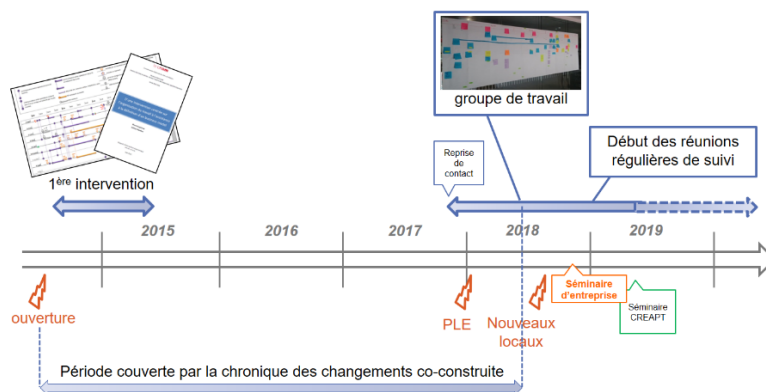 groupe de travail
Reprise
de
contact
Début des réunions
régulières de suivi
1ère intervention
2015
2016
2017
2018
2019
ouverture
PLE
Nouveaux
locaux
Séminaire
d'entreprise
Séminaire
CREAPT
Période couverte par la chronique des changements co-construite